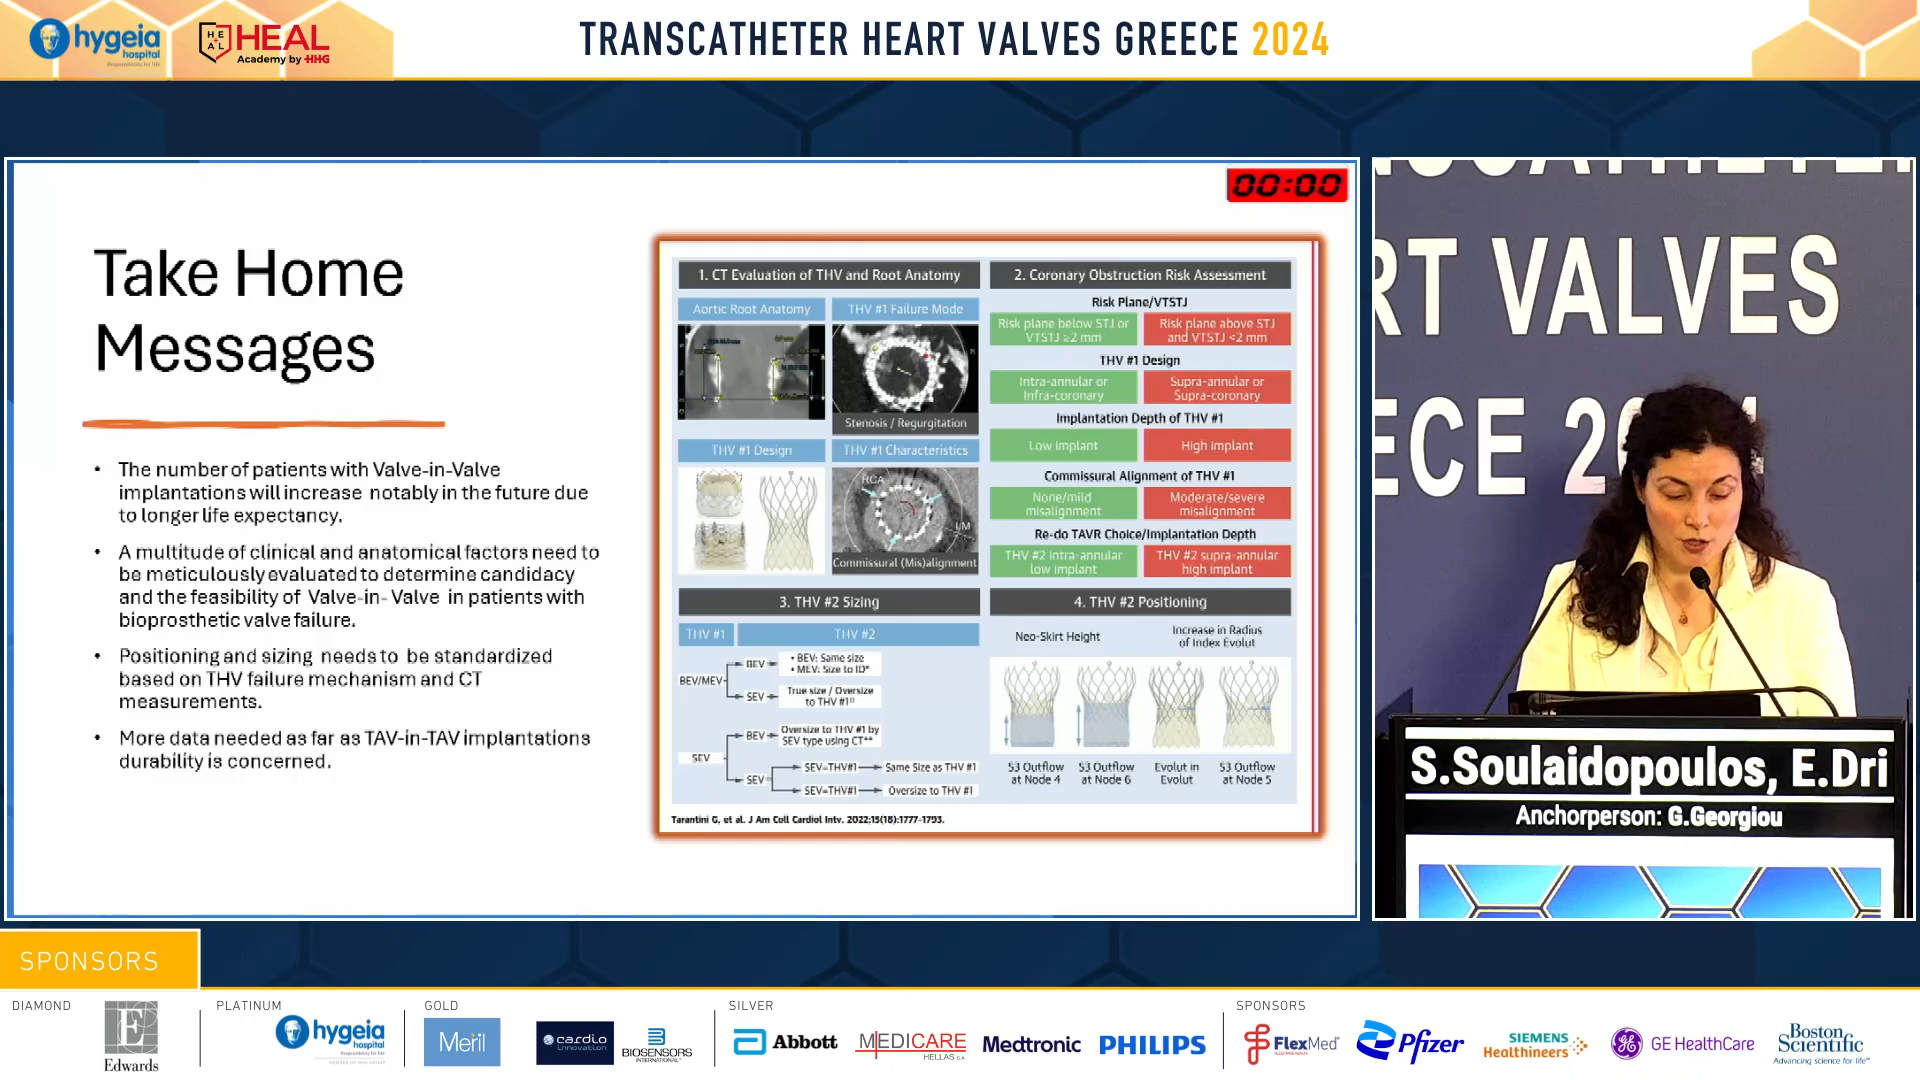 hygeia
hospital
HEAL
Academy by HHG
TRANSCATHETER HEART VALVES GREECE 2024
00:00
Take Home
Messages
• The number of patients with Valve-in-Valve
implantations will increase notably in the future due
to longer life expectancy.
• A multitude of clinical and anatomical factors need to
be meticulously evaluated to determine candidacy
and the feasibility of Valve-in- Valve in patients with
bioprosthetic valve failure.
• Positioning and sizing needs to be standardized
based on THV failure mechanism and CT
measurements.
• More data needed as far as TAV-in-TAV implantations
durability is concerned.
1. CT Evaluation of THV and Root Anatomy
Aortic Root Anatomy
THV #1 Failure Mode
Stenosis / Regurgitation
THV #1 Design
THV #1 Characteristics
RCA
LM
Commissural (Mis)alignment
2. Coronary Obstruction Risk Assessment
Risk Plane/VTSTJ
Risk plane below STJ or
VTSTJ ≥2 mm
Risk plane above STJ
and VTSTJ <2 mm
THV #1 Design
Intra-annular or
Infra-coronary
Supra-annular or
Supra-coronary
Implantation Depth of THV #1
Low implant
High implant
Commissural Alignment of THV #1
None/mild
misalignment
Moderate/severe
misalignment
Re-do TAVR Choice/Implantation Depth
THV #2 intra-annular
low implant
THV #2 supra-annular
high implant
3. THV #2 Sizing
THV #1
THV #2
BEV/MEV
BEV
• BEV: Same size
• MEV: Size to ID*
SEV
True size / Oversize
to THV #1
SEV
BEV
Oversize to THV #1 by
SEV type using CT**
SEV
SEV=THV#1
Same Size as THV #1
SEV=THV#1
Oversize to THV #1
4. THV #2 Positioning
Neo-Skirt Height
Increase in Radius
of Index Evolut
S3 Outflow
at Node 4
S3 Outflow
at Node 6
Evolut in
Evolut
S3 Outflow
at Node 5
Tarantini G, et al. J Am Coll Cardiol Intv. 2022;15(18):1777-1793.
RT VALVES
ECE 2
S.Soulaidopoulos, E.Dri
Anchorperson: G.Georgiou
SPONSORS
DIAMOND
Edwards
PLATINUM
hygeia
hospital
GOLD
Meril
cardio
innovation
BIOSENSORS
INTERNATIONAL
SILVER
Abbott
MEDICARE
HELLAS S.A.
Medtronic
PHILIPS
SPONSORS
FlexMed
Pfizer
SIEMENS
Healthineers
GE HealthCare
Boston
Scientific
Advancing science for life